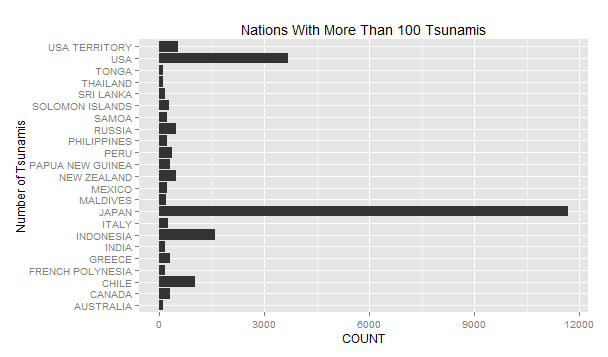 Nations With More Than 100 Tsunamis
Number of Tsunamis
USA TERRITORY
USA
TONGA
THAILAND
SRI LANKA
SOLOMON ISLANDS
SAMOA
RUSSIA
PHILIPPINES
PERU
PAPUA NEW GUINEA
NEW ZEALAND
MEXICO
MALDIVES
JAPAN
ITALY
INDONESIA
INDIA
GREECE
FRENCH POLYNESIA
CHILE
CANADA
AUSTRALIA
0 3000 6000 9000 12000
COUNT